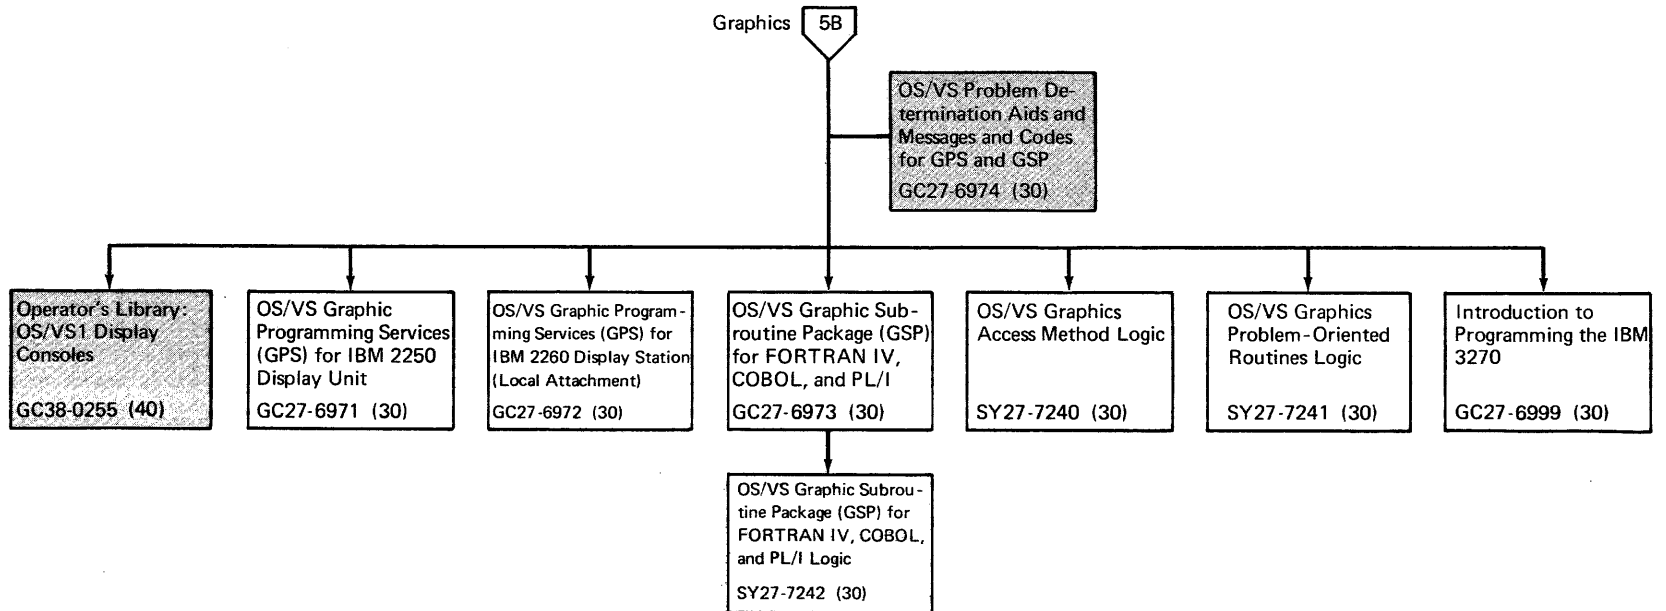 Graphics 5B
OS/VS Problem De-
termination Aids and
Messages and Codes
for GPS and GSP
GC27-6974 (30)
Operator's Library:
OS/VS1 Display
Consoles
GC38-0255 (40)
OS/VS Graphic
Programming Services
(GPS) for IBM 2250
Display Unit
GC27-6971 (30)
OS/VS Graphic Program-
ming Services (GPS) for
IBM 2260 Display Station
(Local Attachment)
GC27-6972 (30)
OS/VS Graphic Sub-
routine Package (GSP)
for FORTRAN IV,
COBOL, and PL/I
GC27-6973 (30)
OS/VS Graphics
Access Method Logic
SY27-7240 (30)
OS/VS Graphics
Problem-Oriented
Routines Logic
SY27-7241 (30)
Introduction to
Programming the IBM
3270
GC27-6999 (30)
OS/VS Graphic Subrou-
tine Package (GSP) for
FORTRAN IV, COBOL,
and PL/I Logic
SY27-7242 (30)